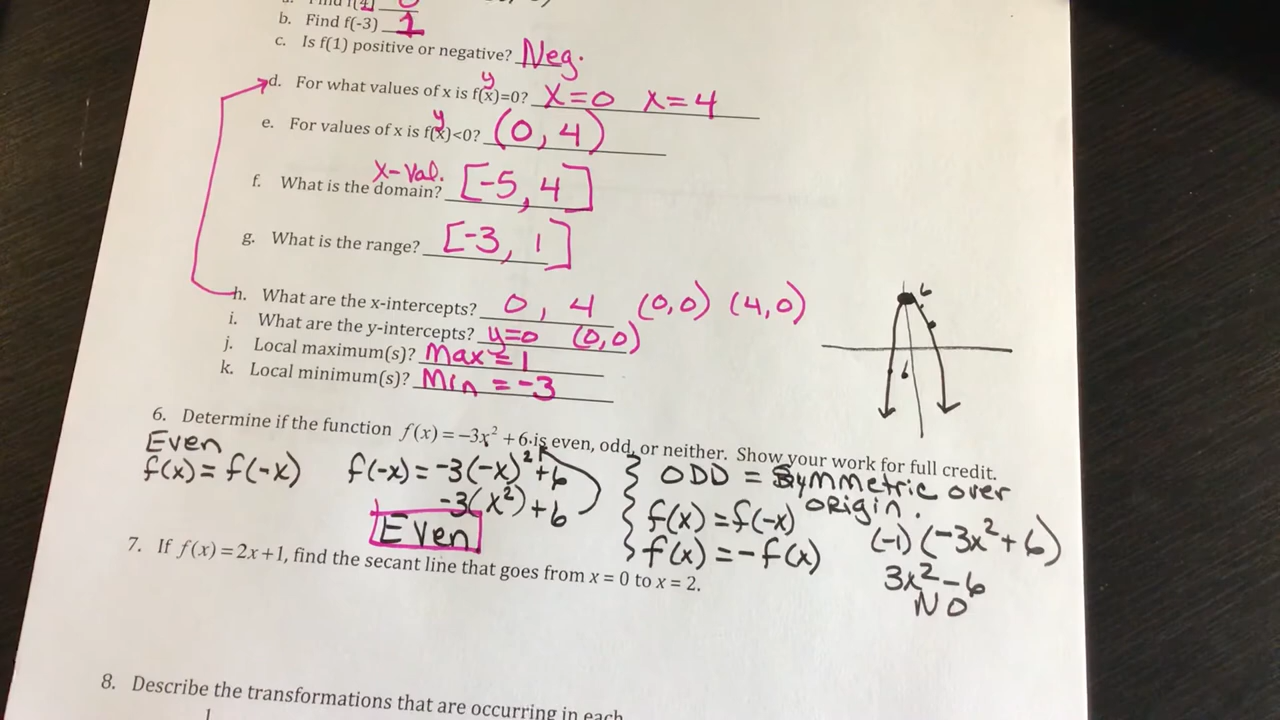 b. Find f(-3) 1
c. Is f(1) positive or negative? Neg.
d. For what values of x is f(x)=0? x=0 x=4
y
e. For values of x is f(x)<0? (0, 4)
y
f. What is the domain? [-5, 4]
x-val.
g. What is the range? [-3, 1]
h. What are the x-intercepts? 0, 4 (0,0) (4,0)
i. What are the y-intercepts? y=0 (0,0)
j. Local maximum(s)? Max = 1
k. Local minimum(s)? Min = -3
6
6
6. Determine if the function f(x)=−3x²+6 is even, odd, or neither. Show your work for full credit.
Even
f(x) = f(-x)
f(-x) = -3(-x)²+6
-3(x²)+6
Even
ODD = Symmetric over
origin.
f(x) = f(-x)
f(x) = -f(x)
(-1)(-3x²+6)
3x²-6
NO
7. If f(x)=2x+1, find the secant line that goes from x = 0 to x = 2.
8. Describe the transformations that are occurring in each